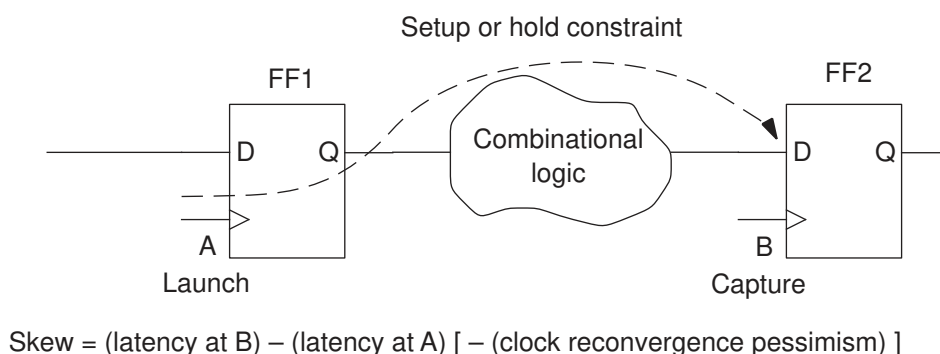 Setup or hold constraint
FF1
FF2
D
Q
Combinational
logic
D
Q
A
B
Launch
Capture
Skew = (latency at B) – (latency at A) [ – (clock reconvergence pessimism) ]